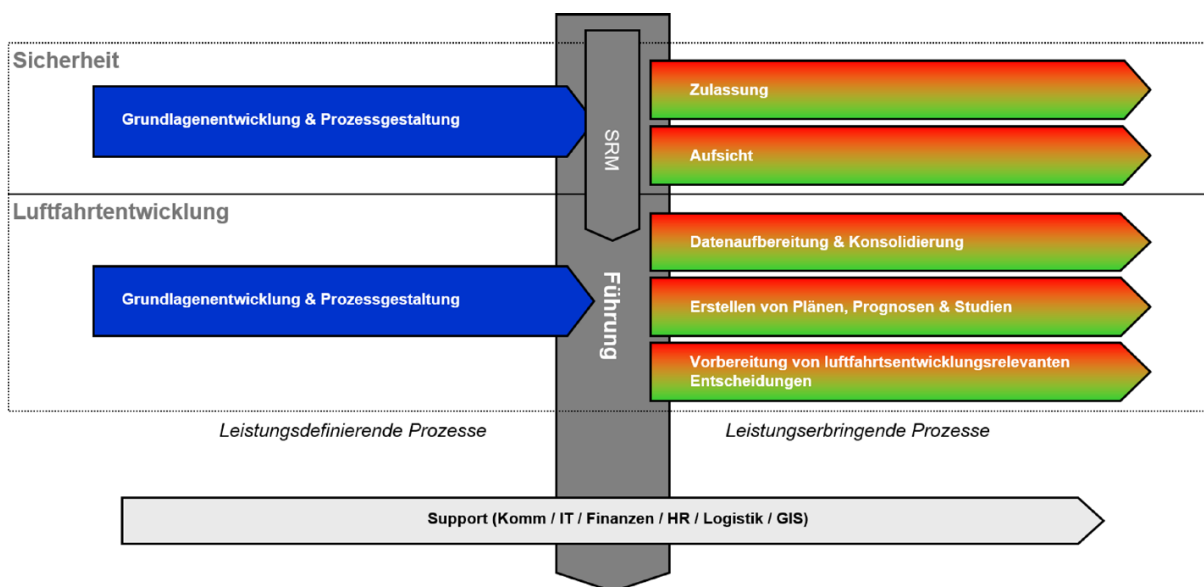 Sicherheit
Grundlagenentwicklung & Prozessgestaltung
SRM
Zulassung
Aufsicht
Luftfahrtentwicklung
Grundlagenentwicklung & Prozessgestaltung
Führung
Datenaufbereitung & Konsolidierung
Erstellen von Plänen, Prognosen & Studien
Vorbereitung von luftfahrtsentwicklungsrelevanten
Entscheidungen
Leistungsdefinierende Prozesse
Leistungserbringende Prozesse
Support (Komm / IT / Finanzen / HR / Logistik / GIS)